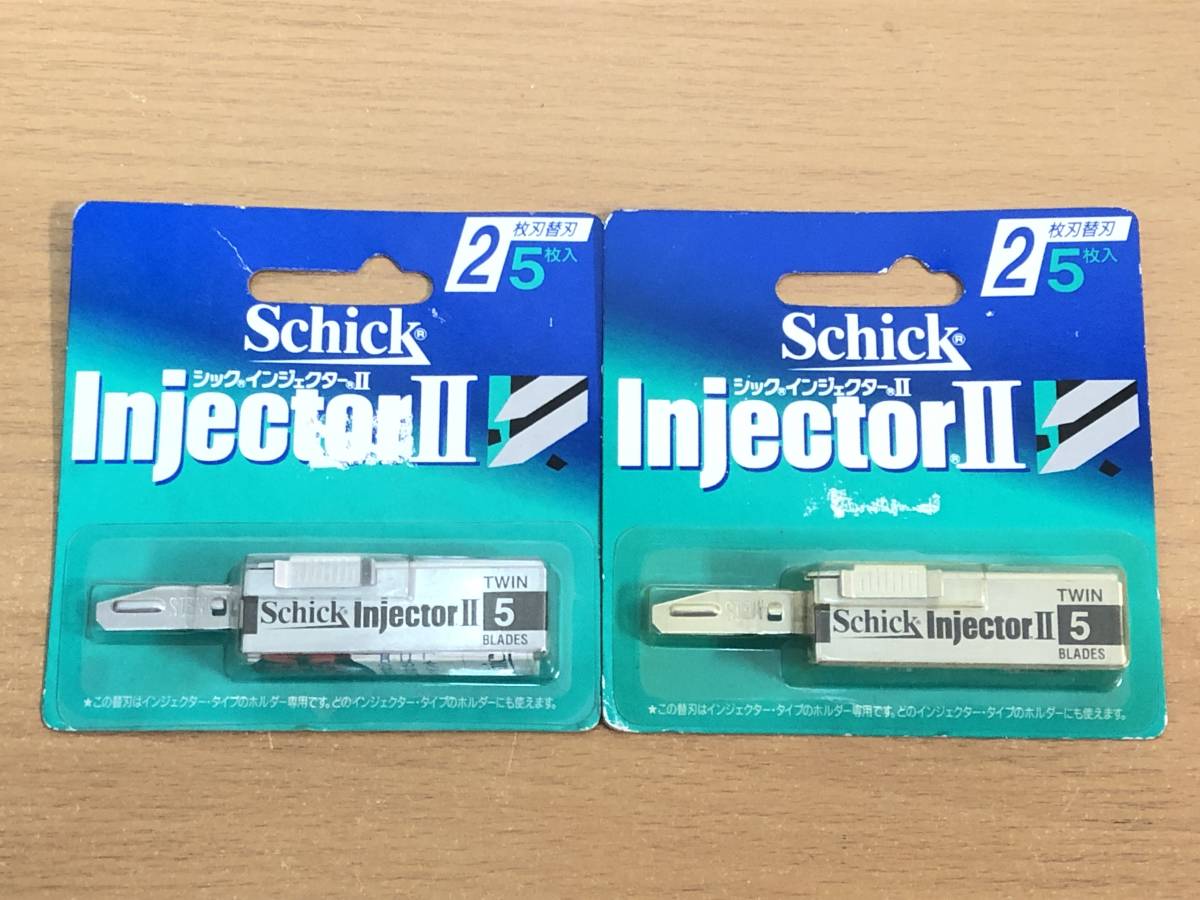 2枚刃替刃
5枚入
Schick®
シック®インジェクター®II
Injector II
TWIN
Schick® Injector II 5
BLADES
★この替刃はインジェクター・タイプのホルダー専用です。どのインジェクター・タイプのホルダーにも使えます。
2枚刃替刃
5枚入
Schick®
シック®インジェクター®II
Injector®II
TWIN
Schick® Injector®II 5
BLADES
★この替刃はインジェクター・タイプのホルダー専用です。どのインジェクター・タイプのホルダーにも使えます。